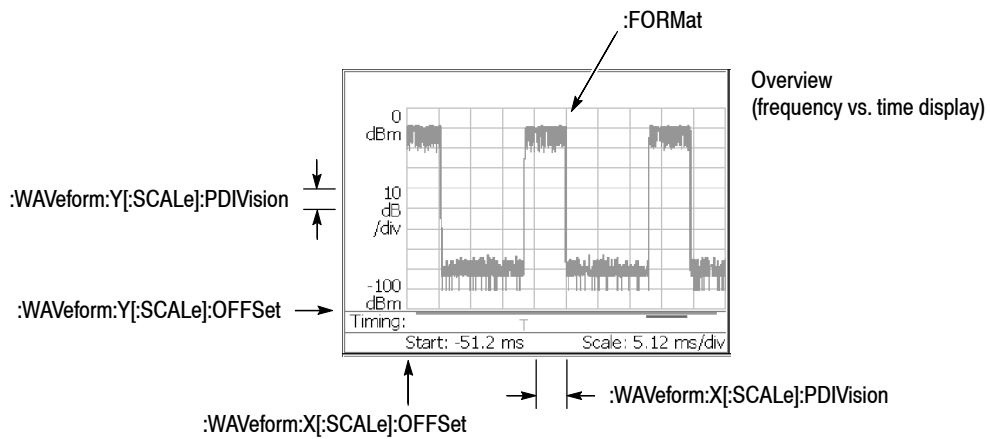 :FORMat
Overview
(frequency vs. time display)
0
dBm
:WAVeform:Y[:SCALe]:PDIVision
10
dB
/div
-100
dBm
:WAVeform:Y[:SCALe]:OFFSet
Timing:
T
Start: -51.2 ms
Scale: 5.12 ms/div
:WAVeform:X[:SCALe]:PDIVision
:WAVeform:X[:SCALe]:OFFSet